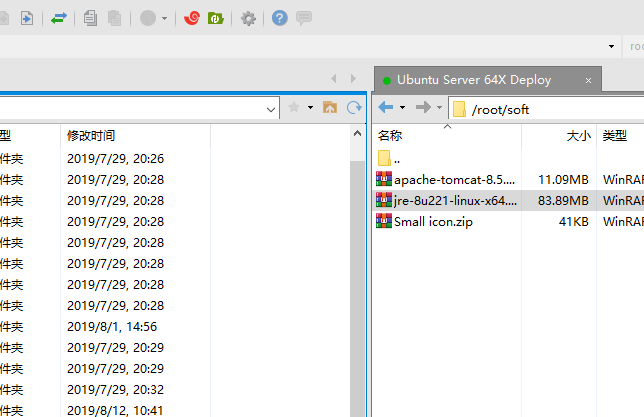 roo
Ubuntu Server 64X Deploy
/root/soft
型 修改时间
件夹 2019/7/29, 20:26
件夹 2019/7/29, 20:28
件夹 2019/7/29, 20:28
件夹 2019/7/29, 20:28
件夹 2019/7/29, 20:28
件夹 2019/7/29, 20:28
件夹 2019/7/29, 20:28
件夹 2019/7/29, 20:28
件夹 2019/8/1, 14:56
件夹 2019/7/29, 20:29
件夹 2019/7/29, 20:29
件夹 2019/7/29, 20:32
件夹 2019/8/12, 10:41
名称 大小 类型
..
apache-tomcat-8.5.... 11.09MB WinRAR
jre-8u221-linux-x64.... 83.89MB WinRAR
Small icon.zip 41KB WinRAR